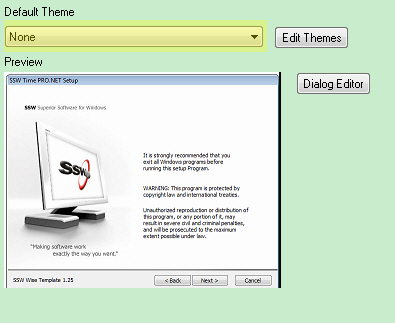 Default Theme
None
Edit Themes
Preview
Dialog Editor
SSW Time PRO.NET Setup
SSW Superior Software for Windows
SSW
It is strongly recommended that you
exit all Windows programs before
running this setup Program.
WARNING: This program is protected by
copyright law and international treaties.
Unauthorized reproduction or distribution of
this program, or any portion of it, may
result in severe civil and criminal penalties,
and will be prosecuted to the maximum
extent possible under law.
"Making software work
exactly the way you want."
SSW Wise Template 1.25
< Back
Next >
Cancel